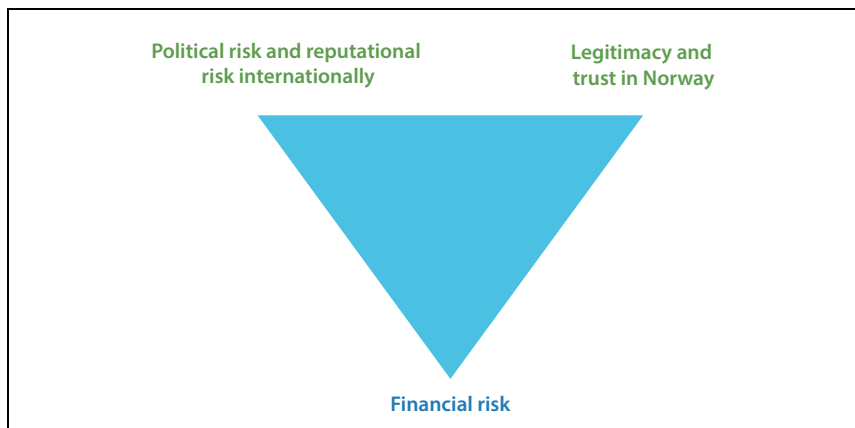 Political risk and reputational
risk internationally
Legitimacy and
trust in Norway
Financial risk